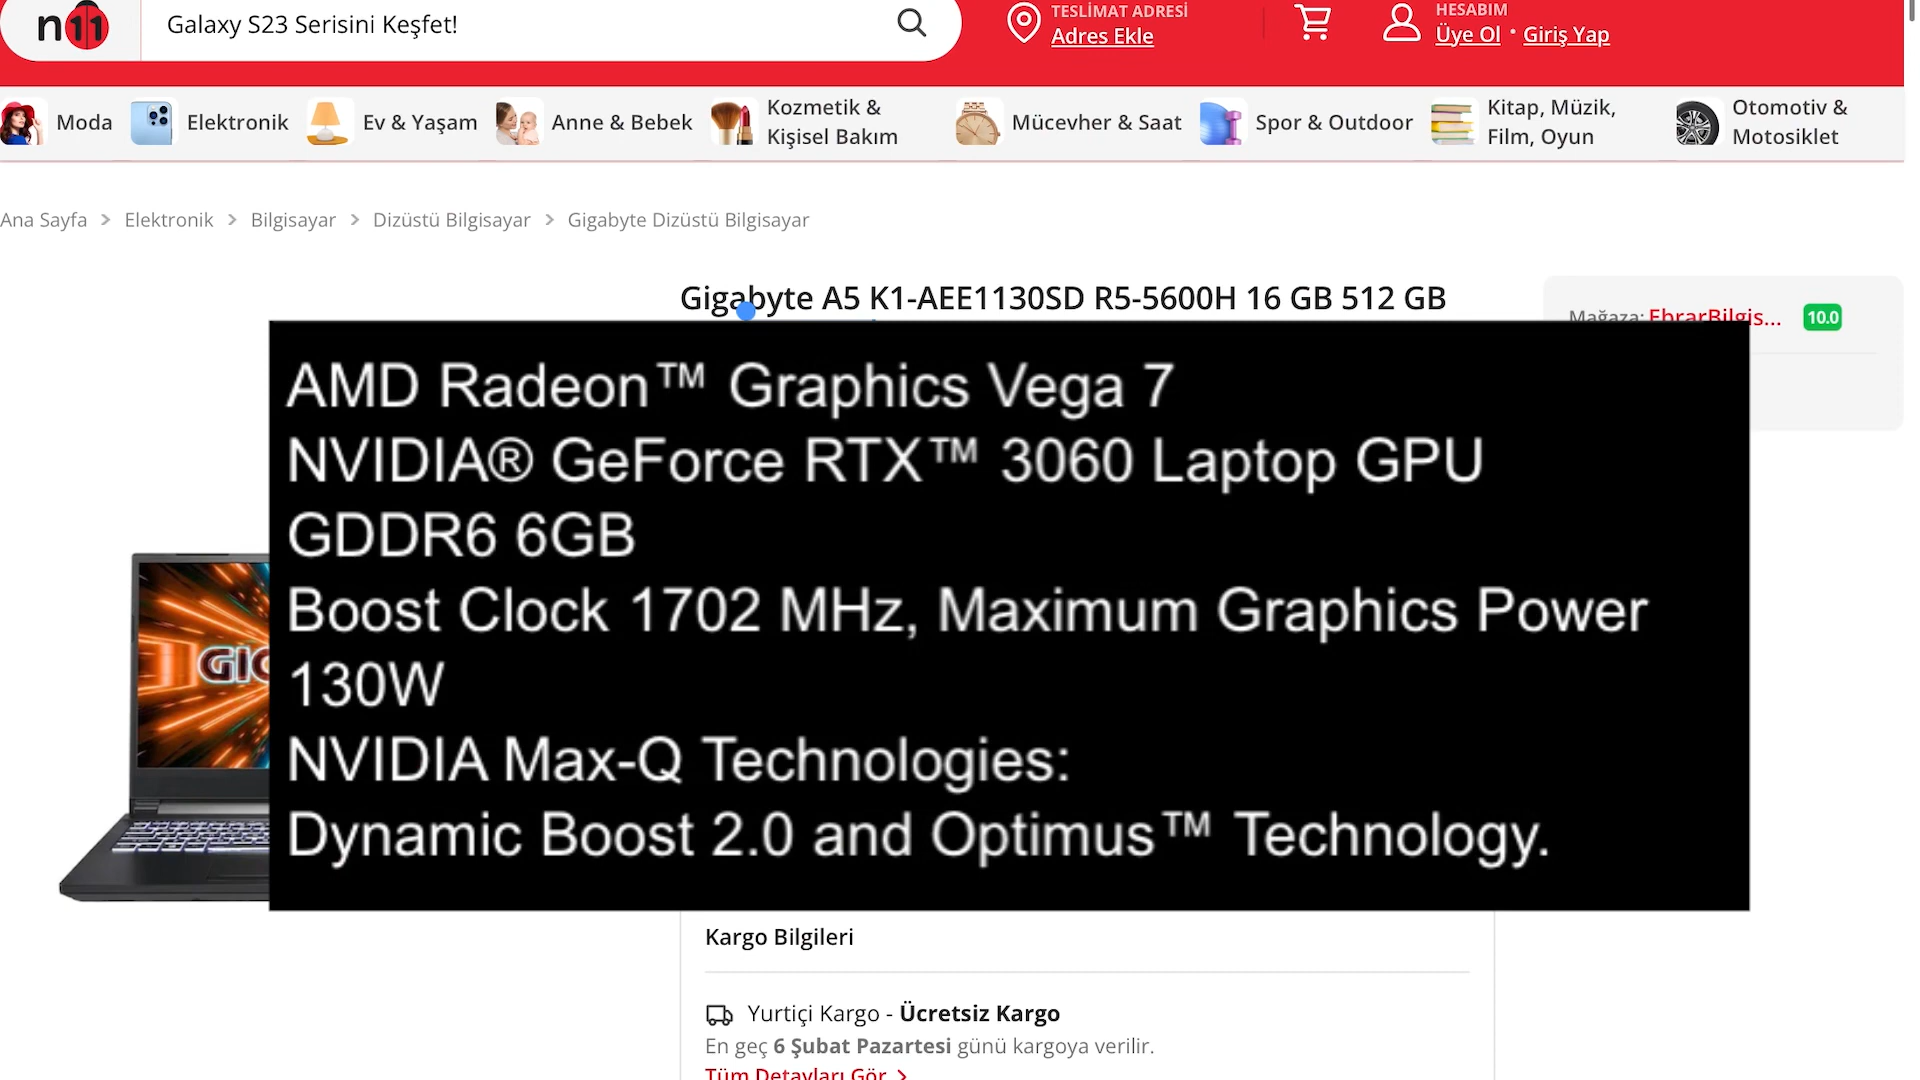 n11
Galaxy S23 Serisini Keşfet!
TESLİMAT ADRESİ
Adres Ekle
HESABIM
Üye Ol · Giriş Yap
Moda
Elektronik
Ev & Yaşam
Anne & Bebek
Kozmetik &
Kişisel Bakım
Mücevher & Saat
Spor & Outdoor
Kitap, Müzik,
Film, Oyun
Otomotiv &
Motosiklet
Ana Sayfa > Elektronik > Bilgisayar > Dizüstü Bilgisayar > Gigabyte Dizüstü Bilgisayar
Gigabyte A5 K1-AEE1130SD R5-5600H 16 GB 512 GB
Mağaza: EbrarBilgis... 10.0
AMD Radeon™ Graphics Vega 7
NVIDIA® GeForce RTX™ 3060 Laptop GPU
GDDR6 6GB
Boost Clock 1702 MHz, Maximum Graphics Power
130W
NVIDIA Max-Q Technologies:
Dynamic Boost 2.0 and Optimus™ Technology.
Kargo Bilgileri
Yurtiçi Kargo - Ücretsiz Kargo
En geç 6 Şubat Pazartesi günü kargoya verilir.
Tüm Detayları Gör >